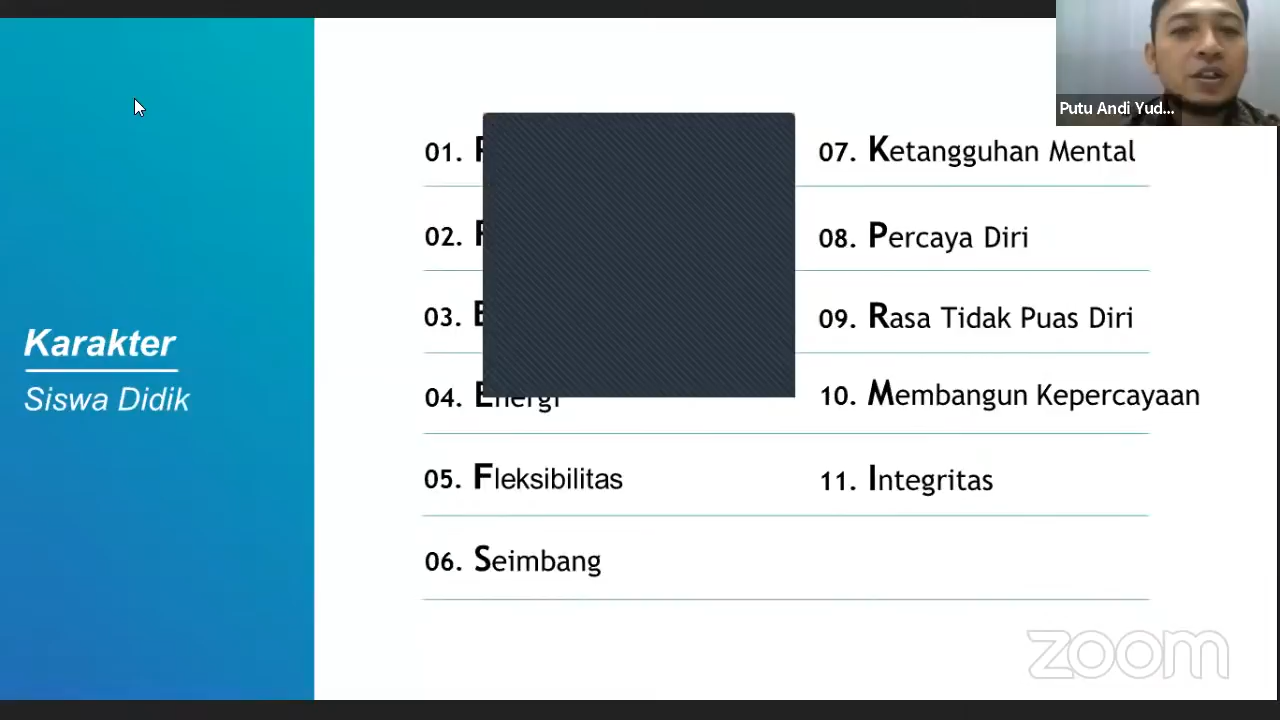 Putu Andi Yud...
Karakter
Siswa Didik
01.
02.
03.
04. Energi
05. Fleksibilitas
06. Seimbang
07. Ketangguhan Mental
08. Percaya Diri
09. Rasa Tidak Puas Diri
10. Membangun Kepercayaan
11. Integritas
zoom